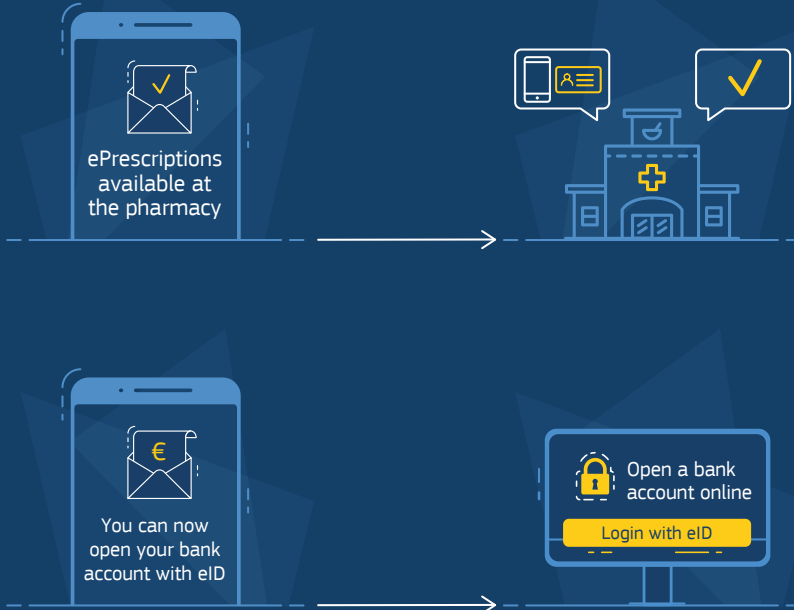 ePrescriptions
available at
the pharmacy
€
You can now
open your bank
account with eID
Open a bank
account online
Login with eID